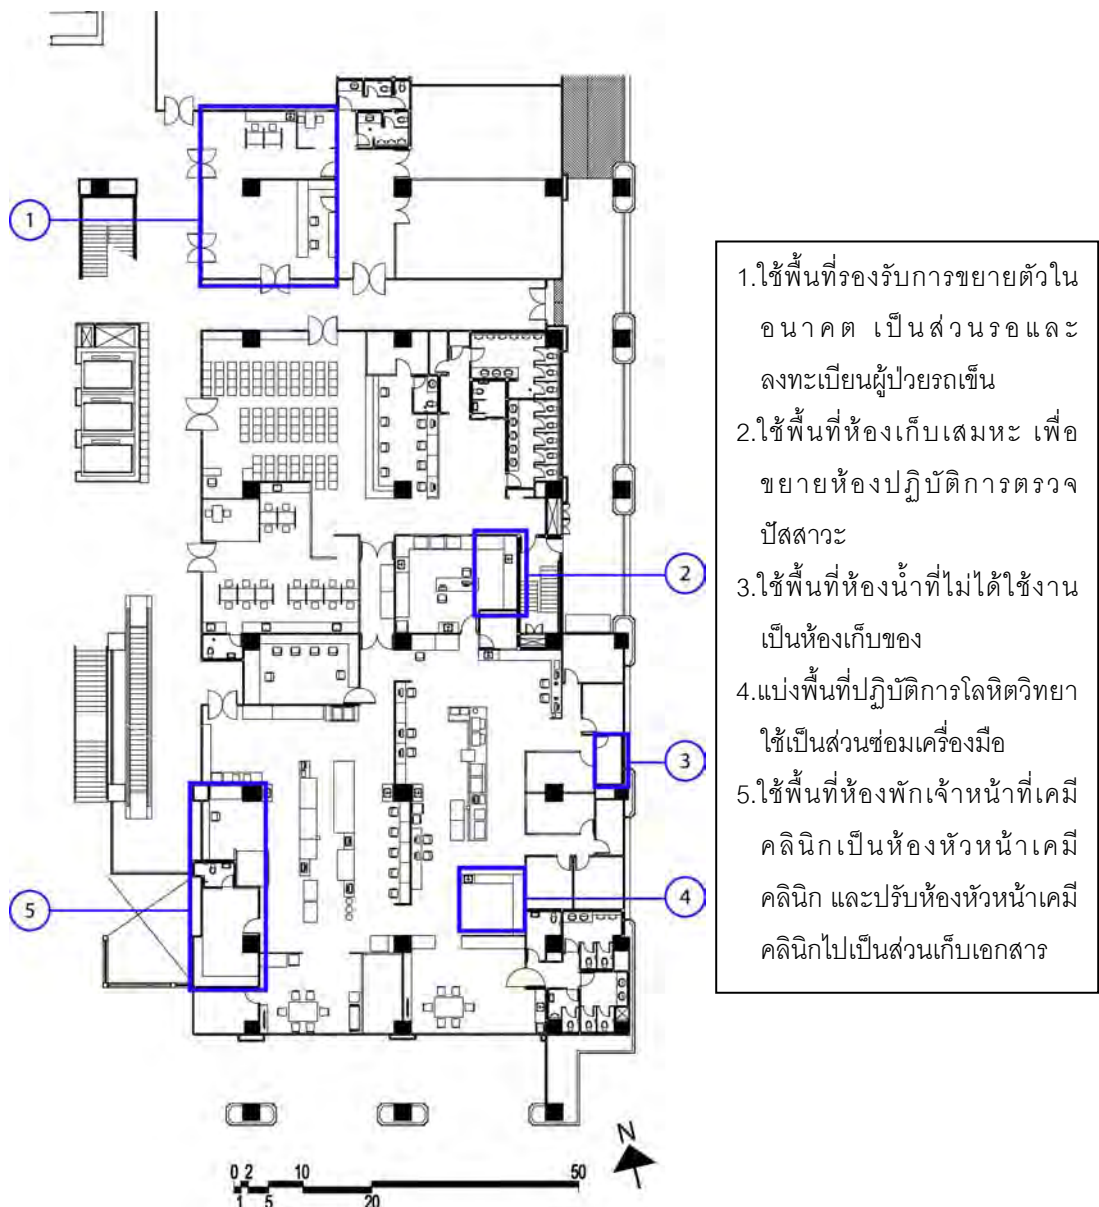 1
2
3
4
5
1.ใช้พื้นที่รองรับการขยายตัวใน
อนาคต เป็นส่วนรอและ
ลงทะเบียนผู้ป่วยรถเข็น
2.ใช้พื้นที่ห้องเก็บเสมหะ เพื่อ
ขยายห้องปฏิบัติการตรวจ
ปัสสาวะ
3.ใช้พื้นที่ห้องน้ำที่ไม่ได้ใช้งาน
เป็นห้องเก็บของ
4.แบ่งพื้นที่ปฏิบัติการโลหิตวิทยา
ใช้เป็นส่วนซ่อมเครื่องมือ
5.ใช้พื้นที่ห้องพักเจ้าหน้าที่เคมี
คลินิกเป็นห้องหัวหน้าเคมี
คลินิก และปรับห้องหัวหน้าเคมี
คลินิกไปเป็นส่วนเก็บเอกสาร
N
0 2 10 50
1 5 20